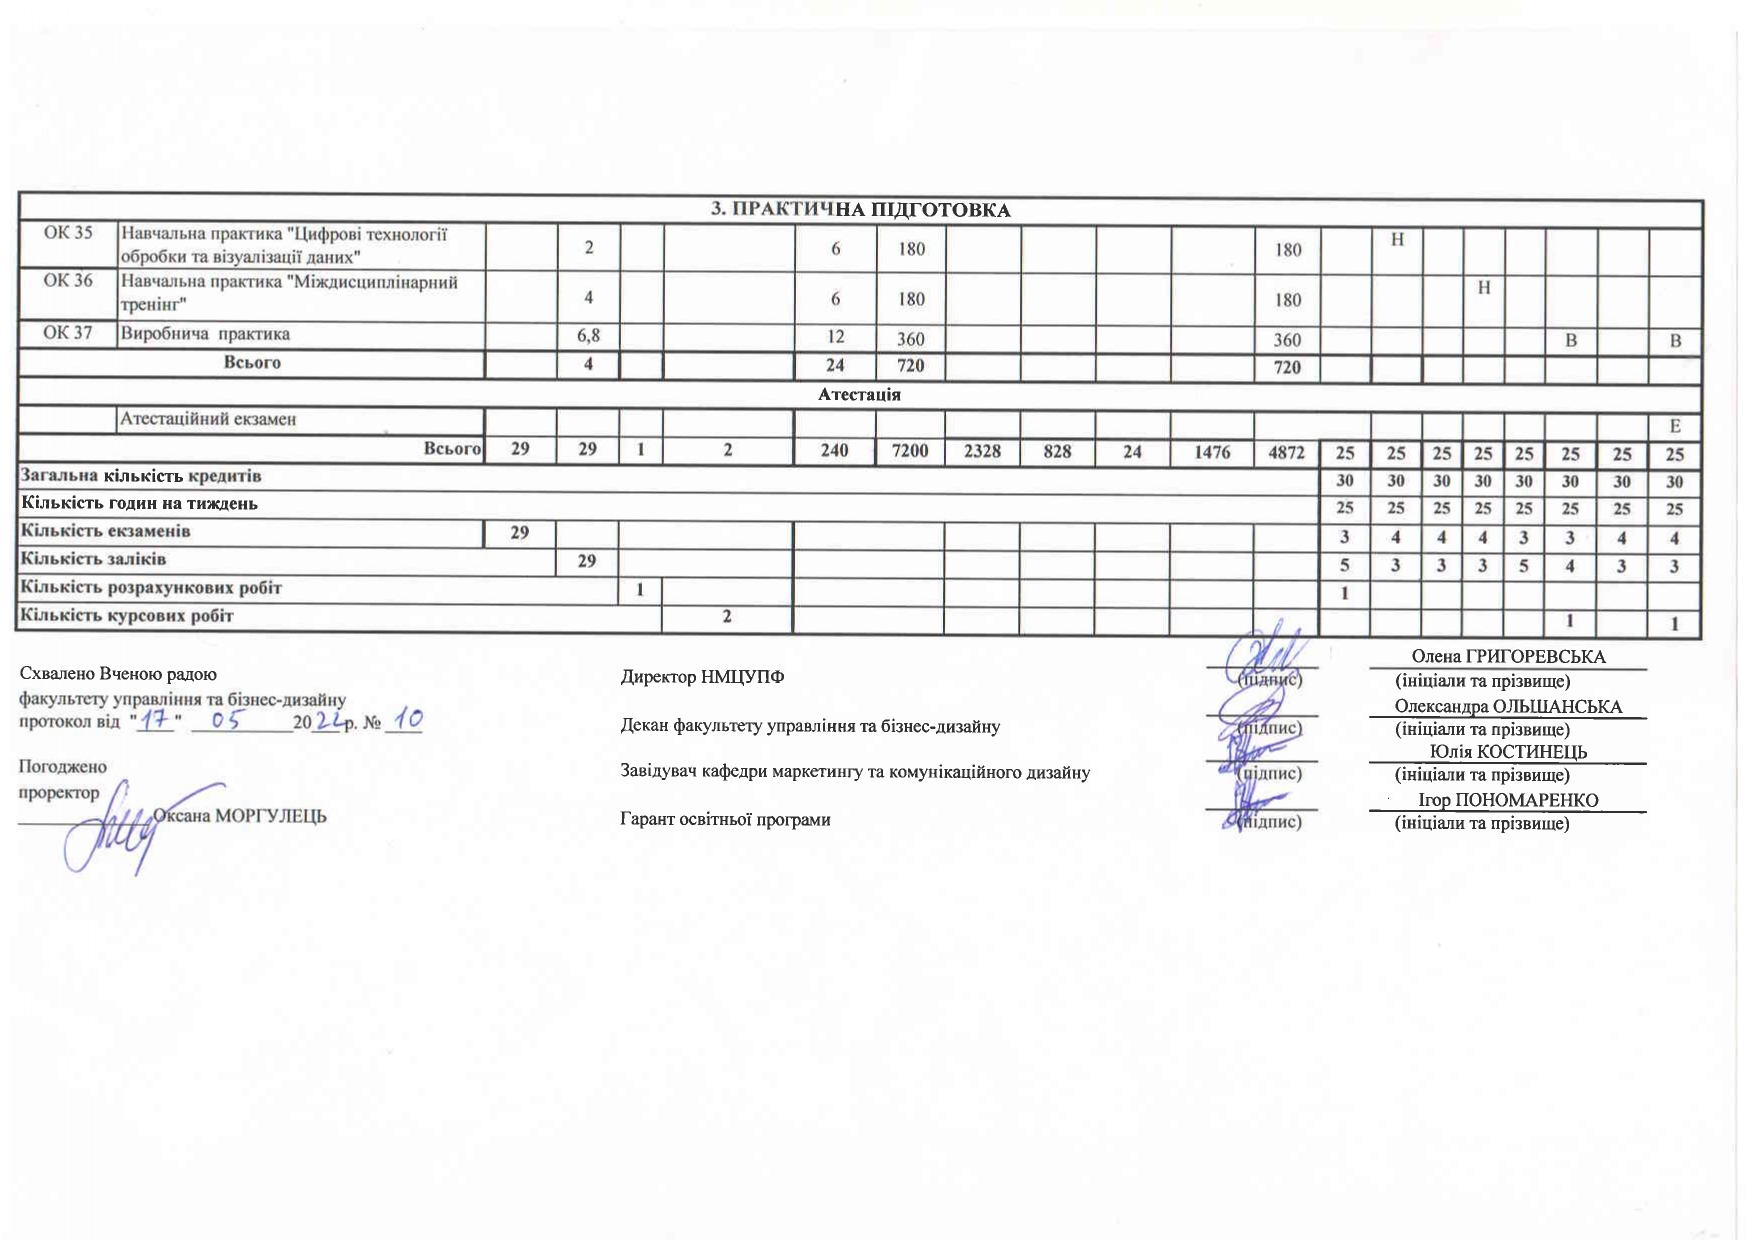 3. ПРАКТИЧНА ПІДГОТОВКА
ОК 35 Навчальна практика "Цифрові технології обробки та візуалізації даних" 2 6 180 180 Н
ОК 36 Навчальна практика "Міждисциплінарний тренінг" 4 6 180 180 Н
ОК 37 Виробнича практика 6,8 12 360 360 В В
Всього 4 24 720 720
Атестація
Атестаційний екзамен Е
Всього 29 29 1 2 240 7200 2328 828 24 1476 4872 25 25 25 25 25 25 25 25
Загальна кількість кредитів 30 30 30 30 30 30 30 30
Кількість годин на тиждень 25 25 25 25 25 25 25 25
Кількість екзаменів 29 3 4 4 4 3 3 4 4
Кількість заліків 29 5 3 3 3 5 4 3 3
Кількість розрахункових робіт 1 1
Кількість курсових робіт 2 1 1
Схвалено Вченою радою
факультету управління та бізнес-дизайну
протокол від "17" 05 2022р. № 10
Погоджено
проректор
Оксана МОРГУЛЕЦЬ
Директор НМЦУПФ (підпис) Олена ГРИГОРЕВСЬКА
(ініціали та прізвище)
Декан факультету управління та бізнес-дизайну (підпис) Олександра ОЛЬШАНСЬКА
(ініціали та прізвище)
Завідувач кафедри маркетингу та комунікаційного дизайну (підпис) Юлія КОСТИНЕЦЬ
(ініціали та прізвище)
Гарант освітньої програми (підпис) Ігор ПОНОМАРЕНКО
(ініціали та прізвище)